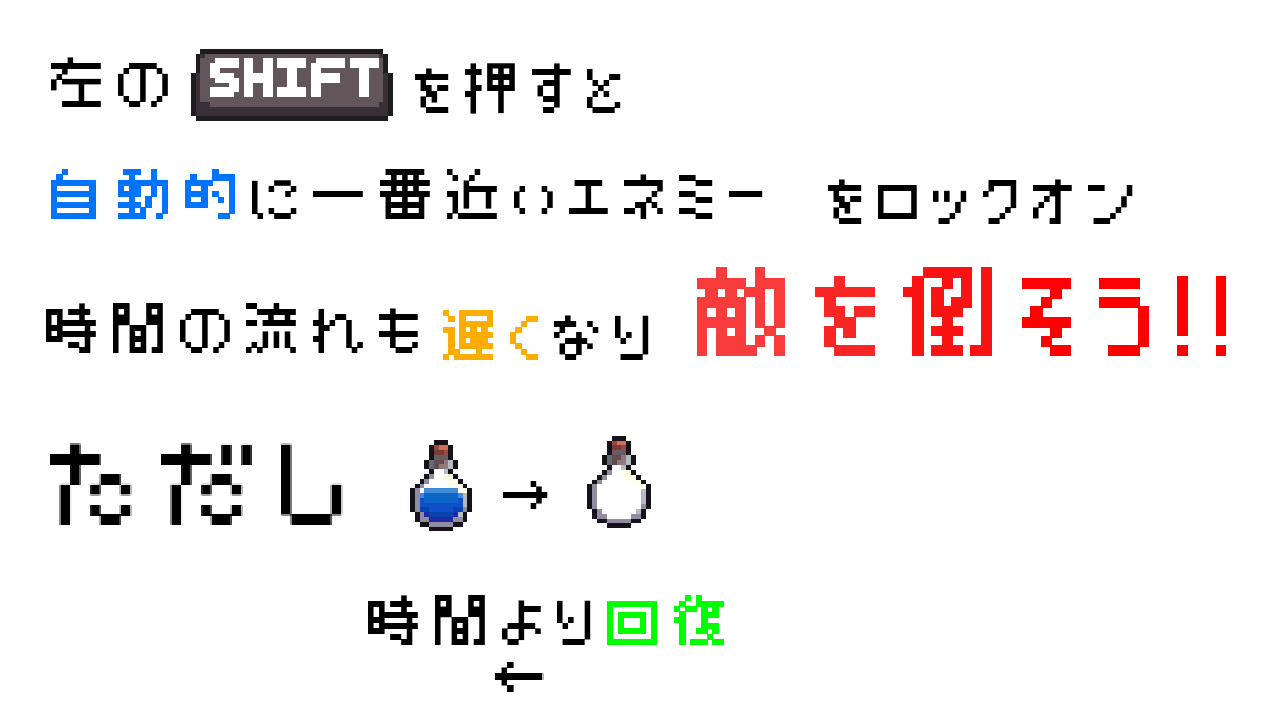 左の SHIFT を押すと
自動的に一番近いエネミー　をロックオン
時間の流れも遅くなり 敵を倒そう!!
ただし →
時間より回復
←